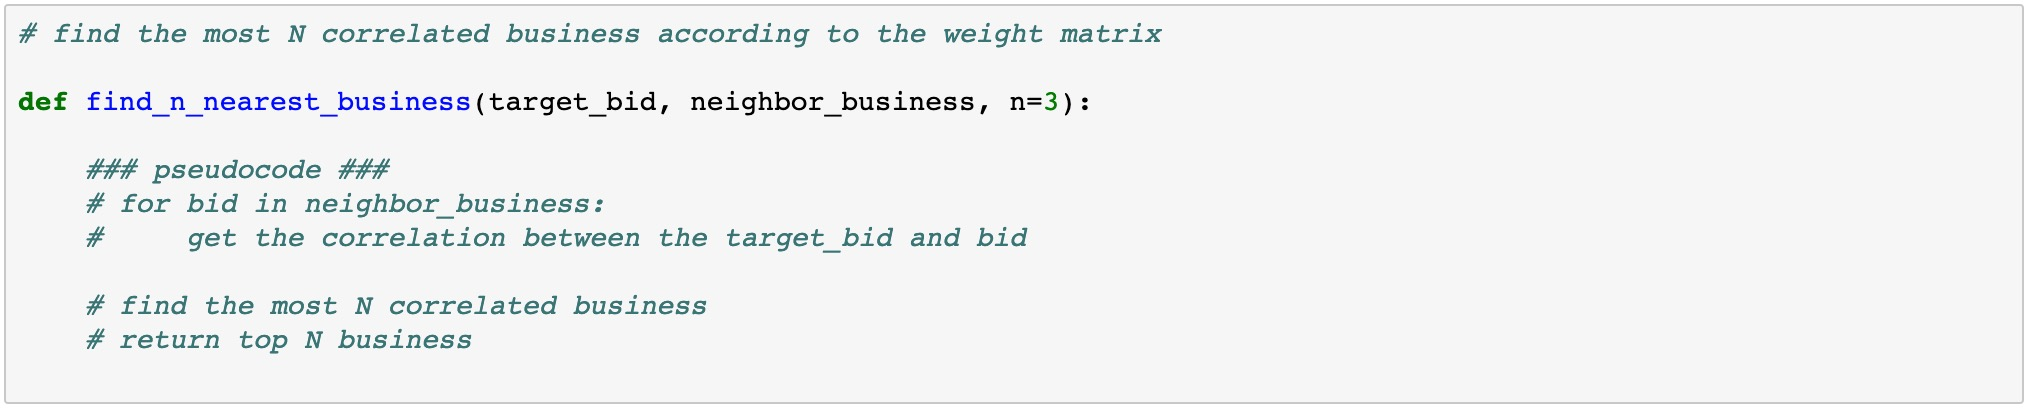 # find the most N correlated business according to the weight matrix
def find_n_nearest_business(target_bid, neighbor_business, n=3):
### pseudocode ###
# for bid in neighbor_business:
#     get the correlation between the target_bid and bid
# find the most N correlated business
# return top N business